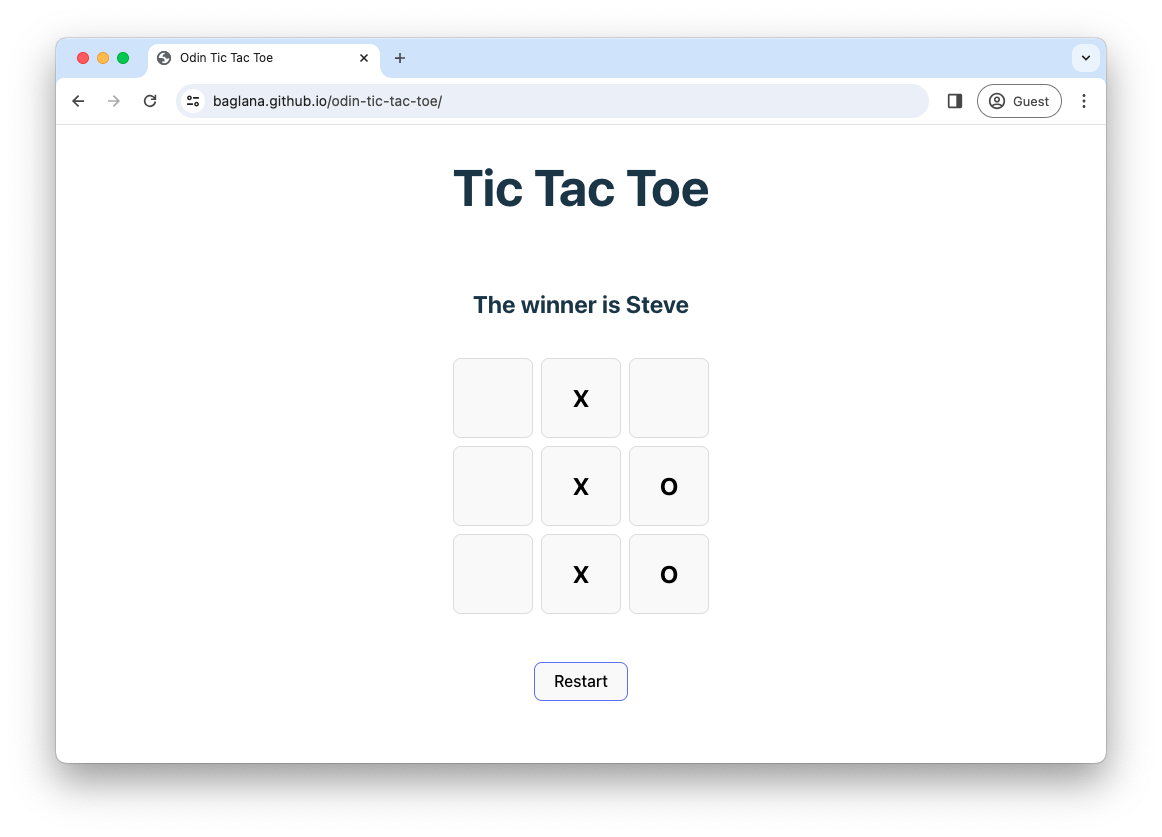 Odin Tic Tac Toe
baglana.github.io/odin-tic-tac-toe/
Guest
Tic Tac Toe
The winner is Steve
X
X O
X O
Restart